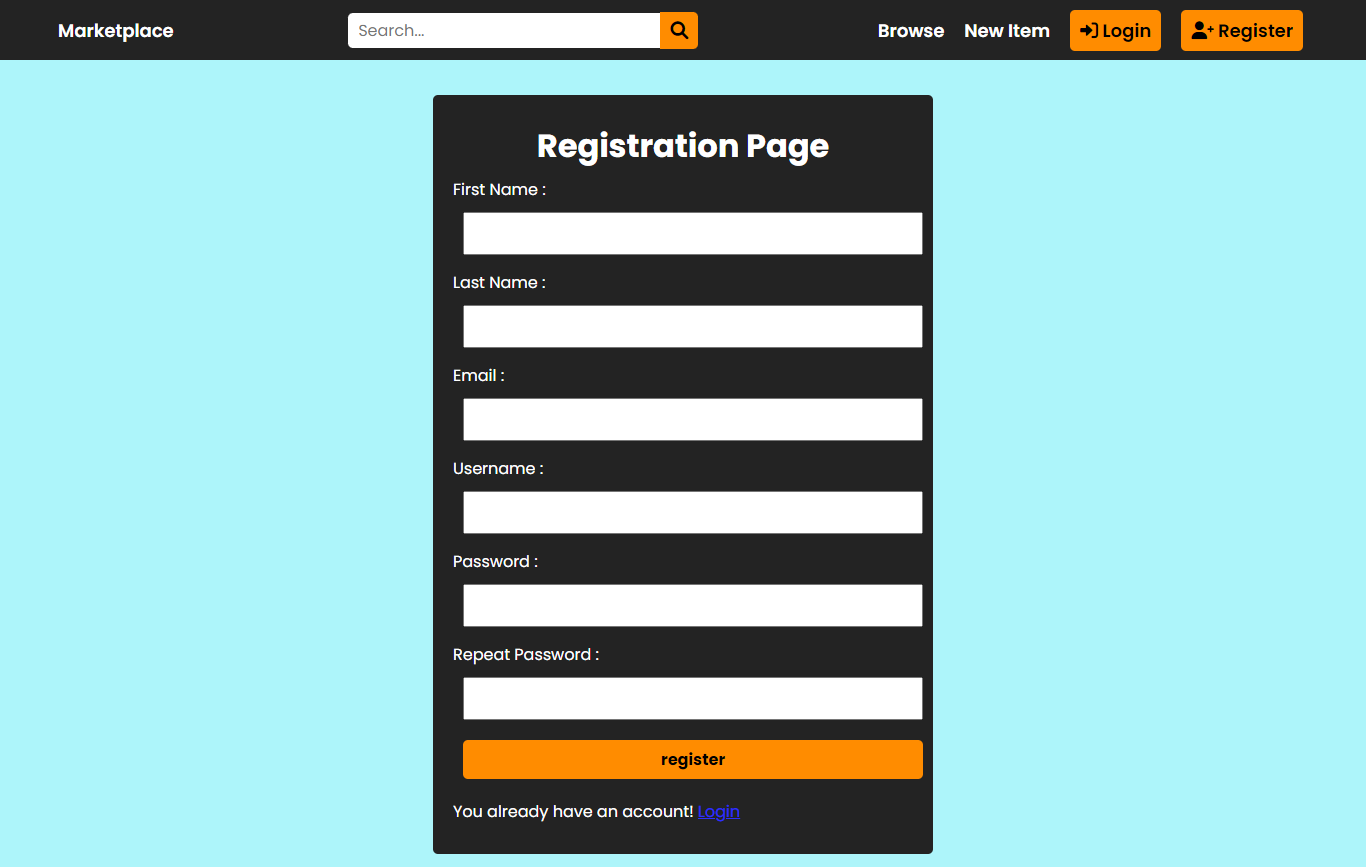 Marketplace Search... Browse New Item Login Register
Registration Page
First Name :
Last Name :
Email :
Username :
Password :
Repeat Password :
register
You already have an account! Login